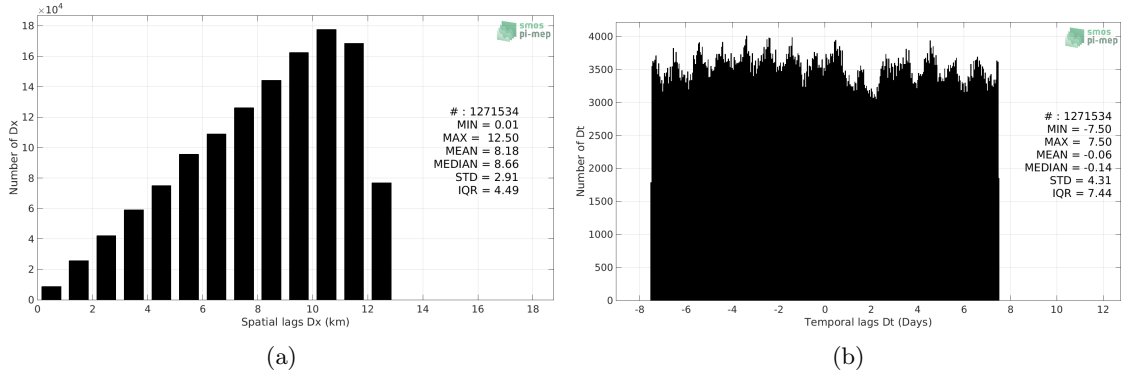 ×10⁴
18
16
14
12
10
8
6
4
2
0
Number of Dx
0 2 4 6 8 10 12 14 16 18
Spatial lags Dx (km)
smos
pi-mep
# : 1271534
MIN = 0.01
MAX = 12.50
MEAN = 8.18
MEDIAN = 8.66
STD = 2.91
IQR = 4.49
(a)
4000
3500
3000
2500
2000
1500
1000
500
0
Number of Dt
-8 -6 -4 -2 0 2 4 6 8 10 12
Temporal lags Dt (Days)
smos
pi-mep
# : 1271534
MIN = -7.50
MAX = 7.50
MEAN = -0.06
MEDIAN = -0.14
STD = 4.31
IQR = 7.44
(b)